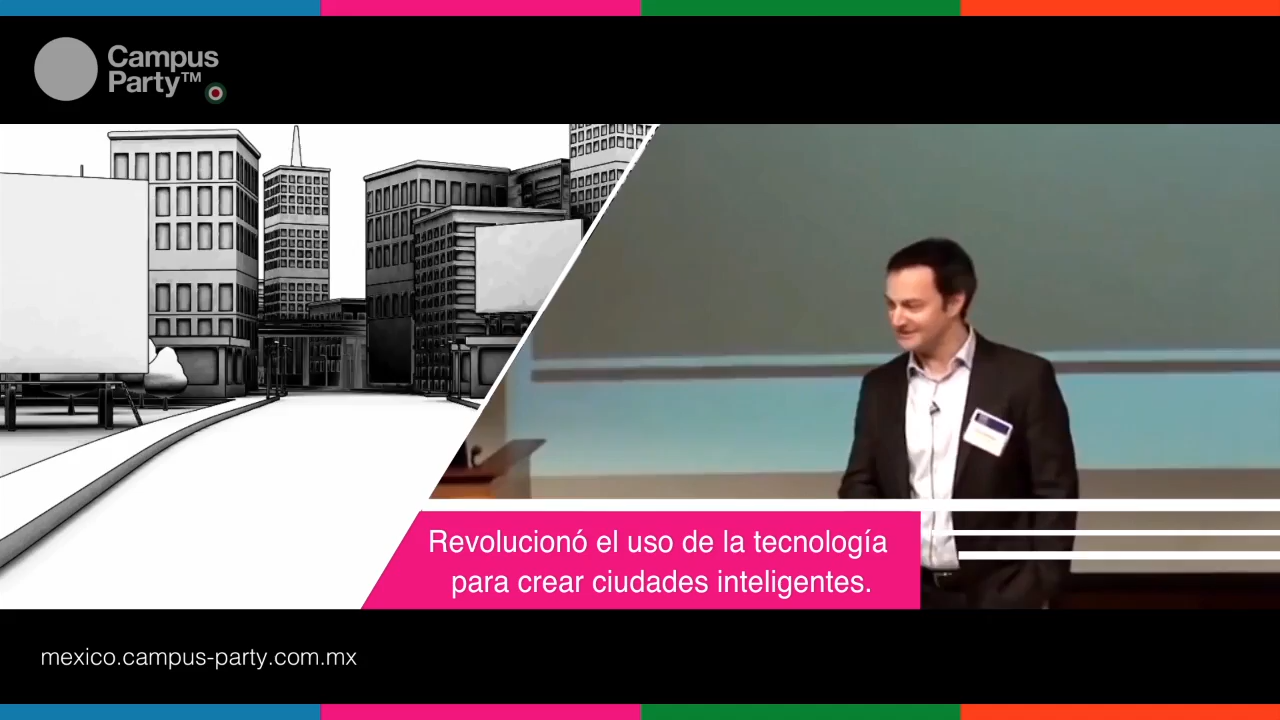 Campus
Party™
Revolucionó el uso de la tecnología
para crear ciudades inteligentes.
mexico.campus-party.com.mx